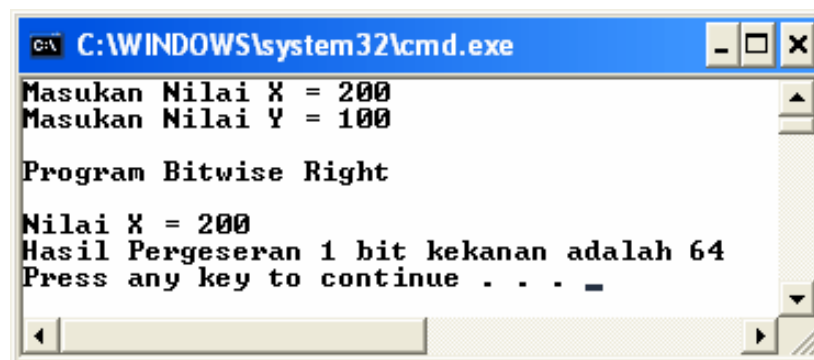 C:\WINDOWS\system32\cmd.exe
Masukan Nilai X = 200
Masukan Nilai Y = 100
Program Bitwise Right
Nilai X = 200
Hasil Pergeseran 1 bit kekanan adalah 64
Press any key to continue . . . _